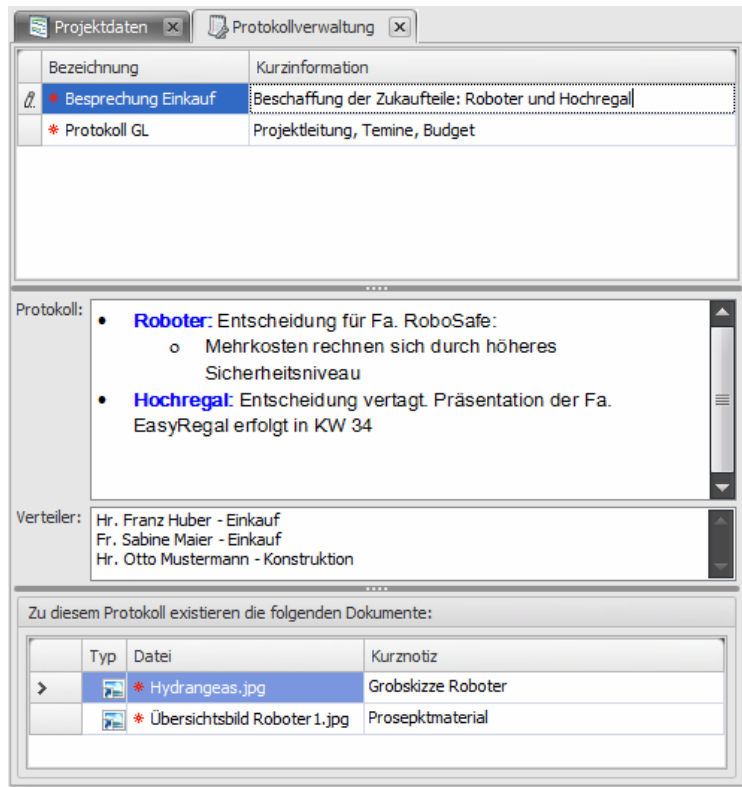 Projektdaten Protokollverwaltung
Bezeichnung Kurzinformation
* Besprechung Einkauf Beschaffung der Zukaufteile: Roboter und Hochregal
* Protokoll GL Projektleitung, Temine, Budget
Protokoll:
• Roboter: Entscheidung für Fa. RoboSafe:
o Mehrkosten rechnen sich durch höheres
Sicherheitsniveau
• Hochregal: Entscheidung vertagt. Präsentation der Fa.
EasyRegal erfolgt in KW 34
Verteiler: Hr. Franz Huber - Einkauf
Fr. Sabine Maier - Einkauf
Hr. Otto Mustermann - Konstruktion
Zu diesem Protokoll existieren die folgenden Dokumente:
Typ Datei Kurznotiz
* Hydrangeas.jpg Grobskizze Roboter
* Übersichtsbild Roboter1.jpg Prosepktmaterial